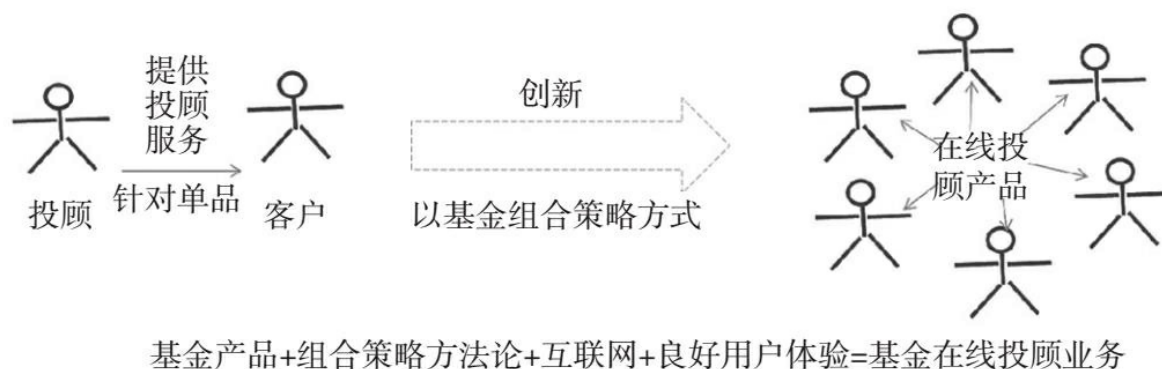 提供
投顾
服务
针对单品
投顾
客户
创新
以基金组合策略方式
在线投
顾产品
基金产品+组合策略方法论+互联网+良好用户体验=基金在线投顾业务